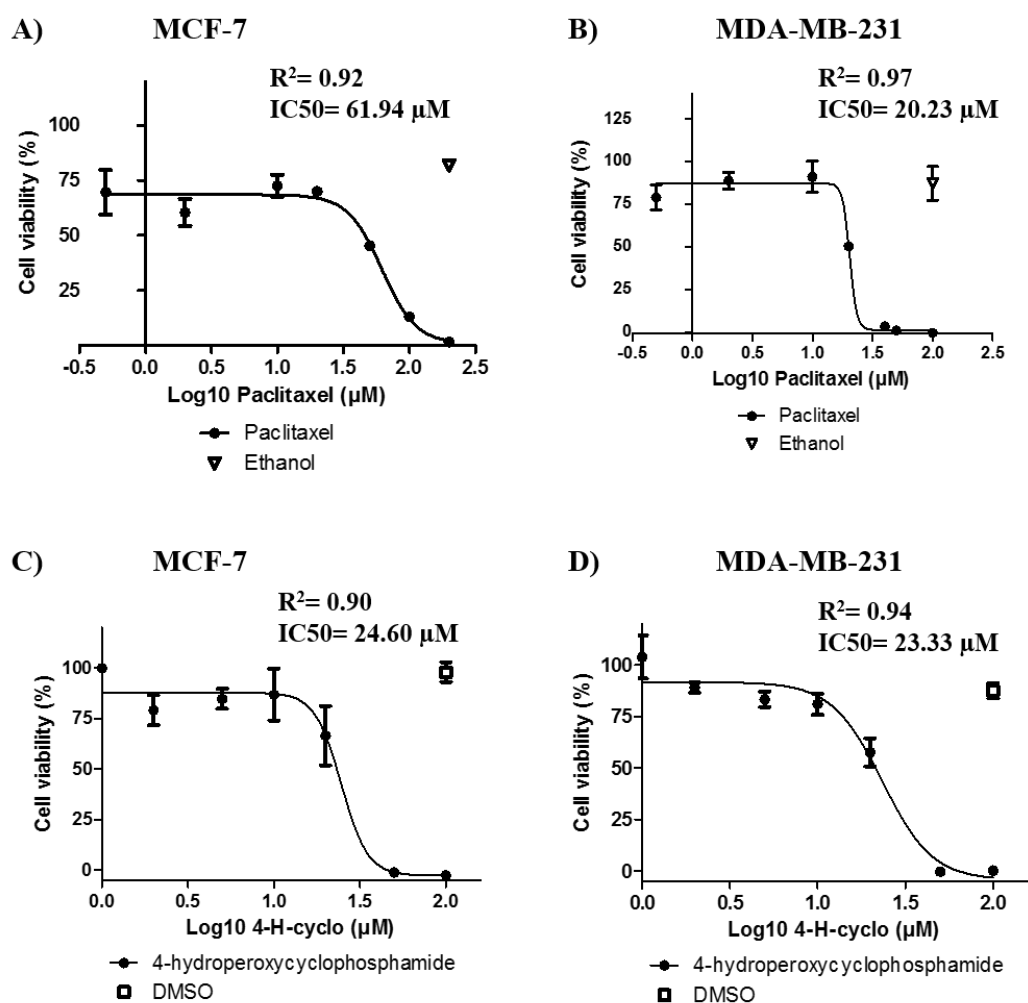 A) MCF-7
R²= 0.92
IC50= 61.94 µM
Cell viability (%)
100
75
50
25
-0.5 0.0 0.5 1.0 1.5 2.0 2.5
Log10 Paclitaxel (µM)
Paclitaxel
Ethanol
B) MDA-MB-231
R²= 0.97
IC50= 20.23 µM
Cell viability (%)
125
100
75
50
25
0
-0.5 0.0 0.5 1.0 1.5 2.0 2.5
Log10 Paclitaxel (µM)
Paclitaxel
Ethanol
C) MCF-7
R²= 0.90
IC50= 24.60 µM
Cell viability (%)
100
75
50
25
0
0.0 0.5 1.0 1.5 2.0
Log10 4-H-cyclo (µM)
4-hydroperoxycyclophosphamide
DMSO
D) MDA-MB-231
R²= 0.94
IC50= 23.33 µM
Cell viability (%)
100
75
50
25
0
0.0 0.5 1.0 1.5 2.0
Log10 4-H-cyclo (µM)
4-hydroperoxycyclophosphamide
DMSO